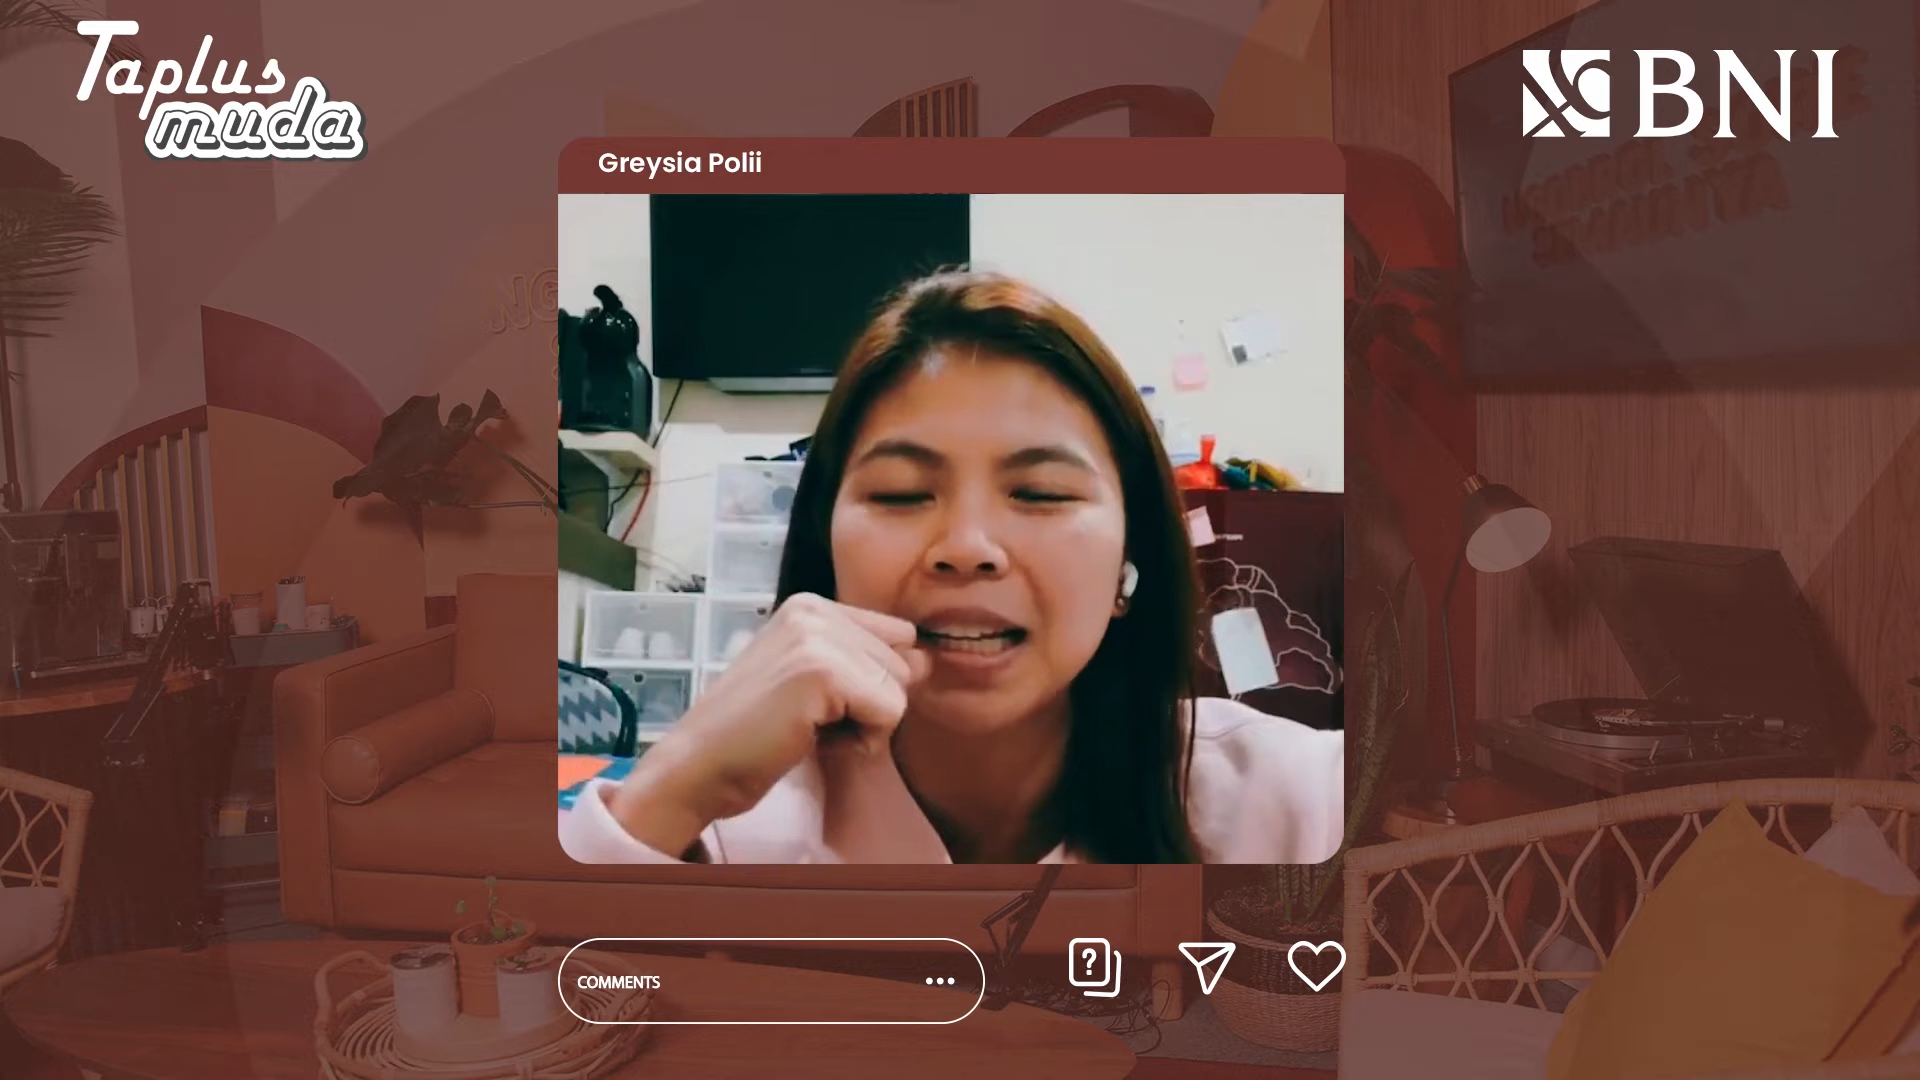 Taplus
muda
BNI
Greysia Polii
COMMENTS